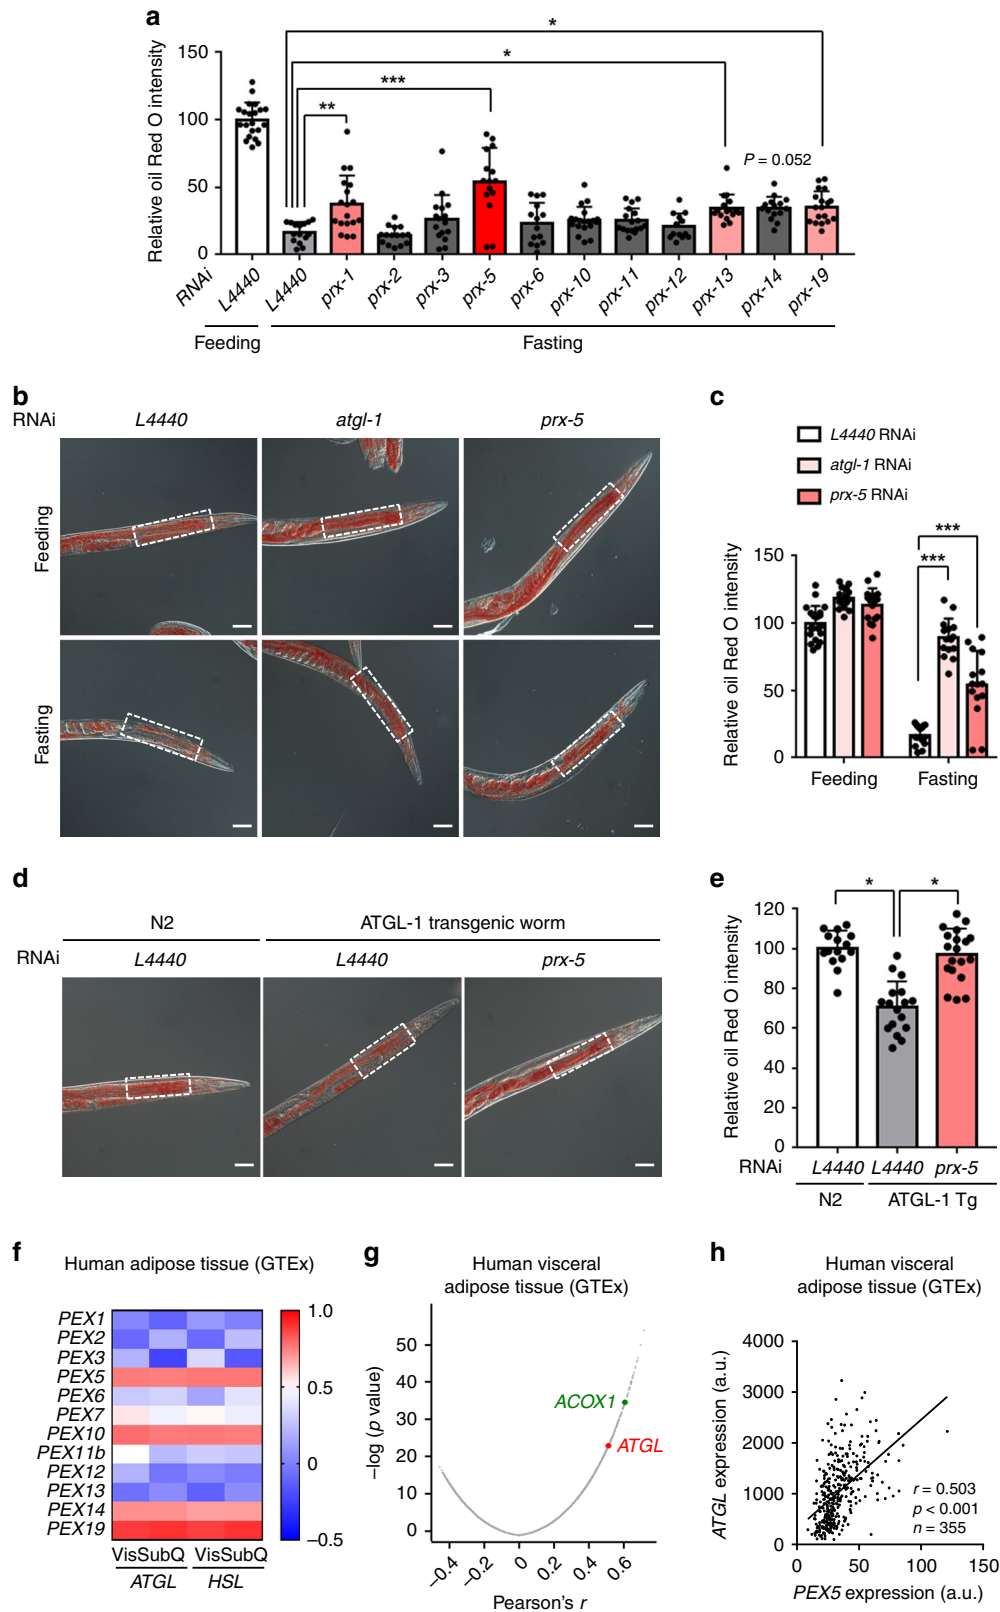 a
*
*
***
**
P = 0.052
Relative oil Red O intensity
150
100
50
0
RNAi
L4440
L4440
prx-1
prx-2
prx-3
prx-5
prx-6
prx-10
prx-11
prx-12
prx-13
prx-14
prx-19
Feeding
Fasting
b
RNAi
L4440
atgl-1
prx-5
Feeding
Fasting
c
L4440 RNAi
atgl-1 RNAi
prx-5 RNAi
***
***
Relative oil Red O intensity
150
100
50
0
Feeding
Fasting
d
N2
ATGL-1 transgenic worm
RNAi
L4440
L4440
prx-5
e
*
*
Relative oil Red O intensity
120
100
80
60
40
20
0
RNAi
L4440
L4440
prx-5
N2
ATGL-1 Tg
f
Human adipose tissue (GTEx)
PEX1
PEX2
PEX3
PEX5
PEX6
PEX7
PEX10
PEX11b
PEX12
PEX13
PEX14
PEX19
VisSubQ
VisSubQ
ATGL
HSL
1.0
0.5
0
−0.5
g
Human visceral
adipose tissue (GTEx)
−log (p value)
50
40
30
20
10
0
ACOX1
ATGL
−0.4
−0.2
0
0.2
0.4
0.6
Pearson's r
h
Human visceral
adipose tissue (GTEx)
ATGL expression (a.u.)
4000
3000
2000
1000
0
r = 0.503
p < 0.001
n = 355
0
50
100
150
PEX5 expression (a.u.)